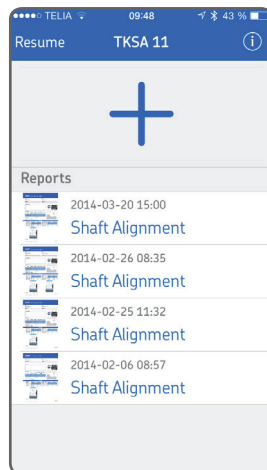 TELIA 09:48 43 %
Resume TKSA 11
Reports
2014-03-20 15:00
Shaft Alignment
2014-02-26 08:35
Shaft Alignment
2014-02-25 11:32
Shaft Alignment
2014-02-06 08:57
Shaft Alignment